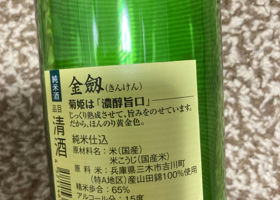 純米酒
品目 清酒
金劔(きんけん)
菊姫は「濃醇旨口」
じっくり熟成させて、旨みをのせています。
だから、ほんのり黄金色。
純米仕込
原材料名:米(国産)
米こうじ(国産米)
原料米:兵庫県三木市吉川町
(特A地区)産山田錦100%使用
精米歩合:65%
アルコール分:15度